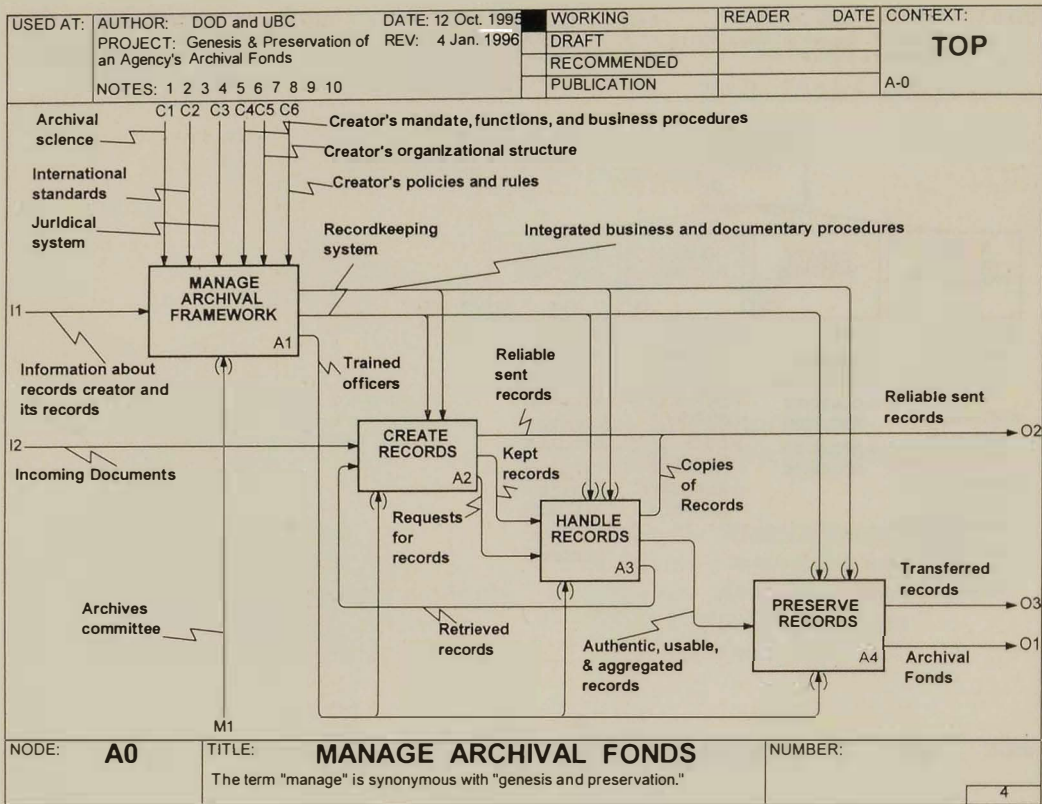 USED AT:
AUTHOR: DOD and UBC
DATE: 12 Oct. 1995
PROJECT: Genesis & Preservation of
an Agency's Archival Fonds
REV: 4 Jan. 1996
NOTES: 1 2 3 4 5 6 7 8 9 10
WORKING
DRAFT
RECOMMENDED
PUBLICATION
READER DATE
CONTEXT:
TOP
A-0
C1 C2 C3 C4 C5 C6
Archival
science
Creator's mandate, functions, and business procedures
Creator's organizational structure
International
standards
Creator's policies and rules
Juridical
system
Recordkeeping
system
Integrated business and documentary procedures
MANAGE
ARCHIVAL
FRAMEWORK
A1
I1
Information about
records creator and
its records
Trained
officers
Reliable
sent
records
Reliable sent
records
O2
I2
Incoming Documents
CREATE
RECORDS
A2
Kept
records
Copies
of
Records
Requests
for
records
HANDLE
RECORDS
A3
Transferred
records
O3
PRESERVE
RECORDS
A4
O1
Archival
Fonds
Archives
committee
Retrieved
records
Authentic, usable,
& aggregated
records
M1
NODE: A0
TITLE: MANAGE ARCHIVAL FONDS
The term "manage" is synonymous with "genesis and preservation."
NUMBER:
4